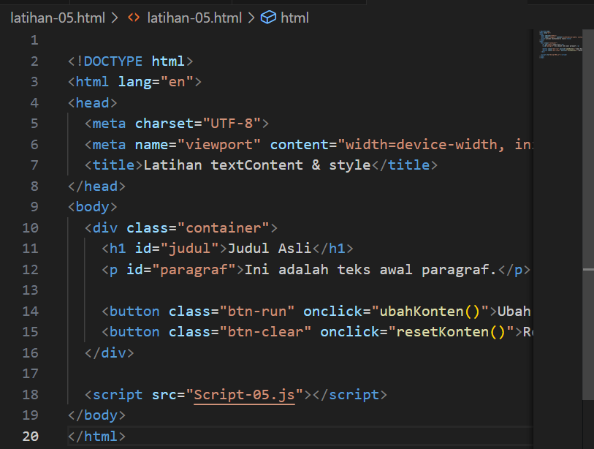 latihan-05.html > latihan-05.html > html
1
2 <!DOCTYPE html>
3 <html lang="en">
4 <head>
5 <meta charset="UTF-8">
6 <meta name="viewport" content="width=device-width, in
7 <title>Latihan textContent & style</title>
8 </head>
9 <body>
10 <div class="container">
11 <h1 id="judul">Judul Asli</h1>
12 <p id="paragraf">Ini adalah teks awal paragraf.</p>
13
14 <button class="btn-run" onclick="ubahKonten()">Ubah
15 <button class="btn-clear" onclick="resetKonten()">Re
16 </div>
17
18 <script src="Script-05.js"></script>
19 </body>
20 </html>